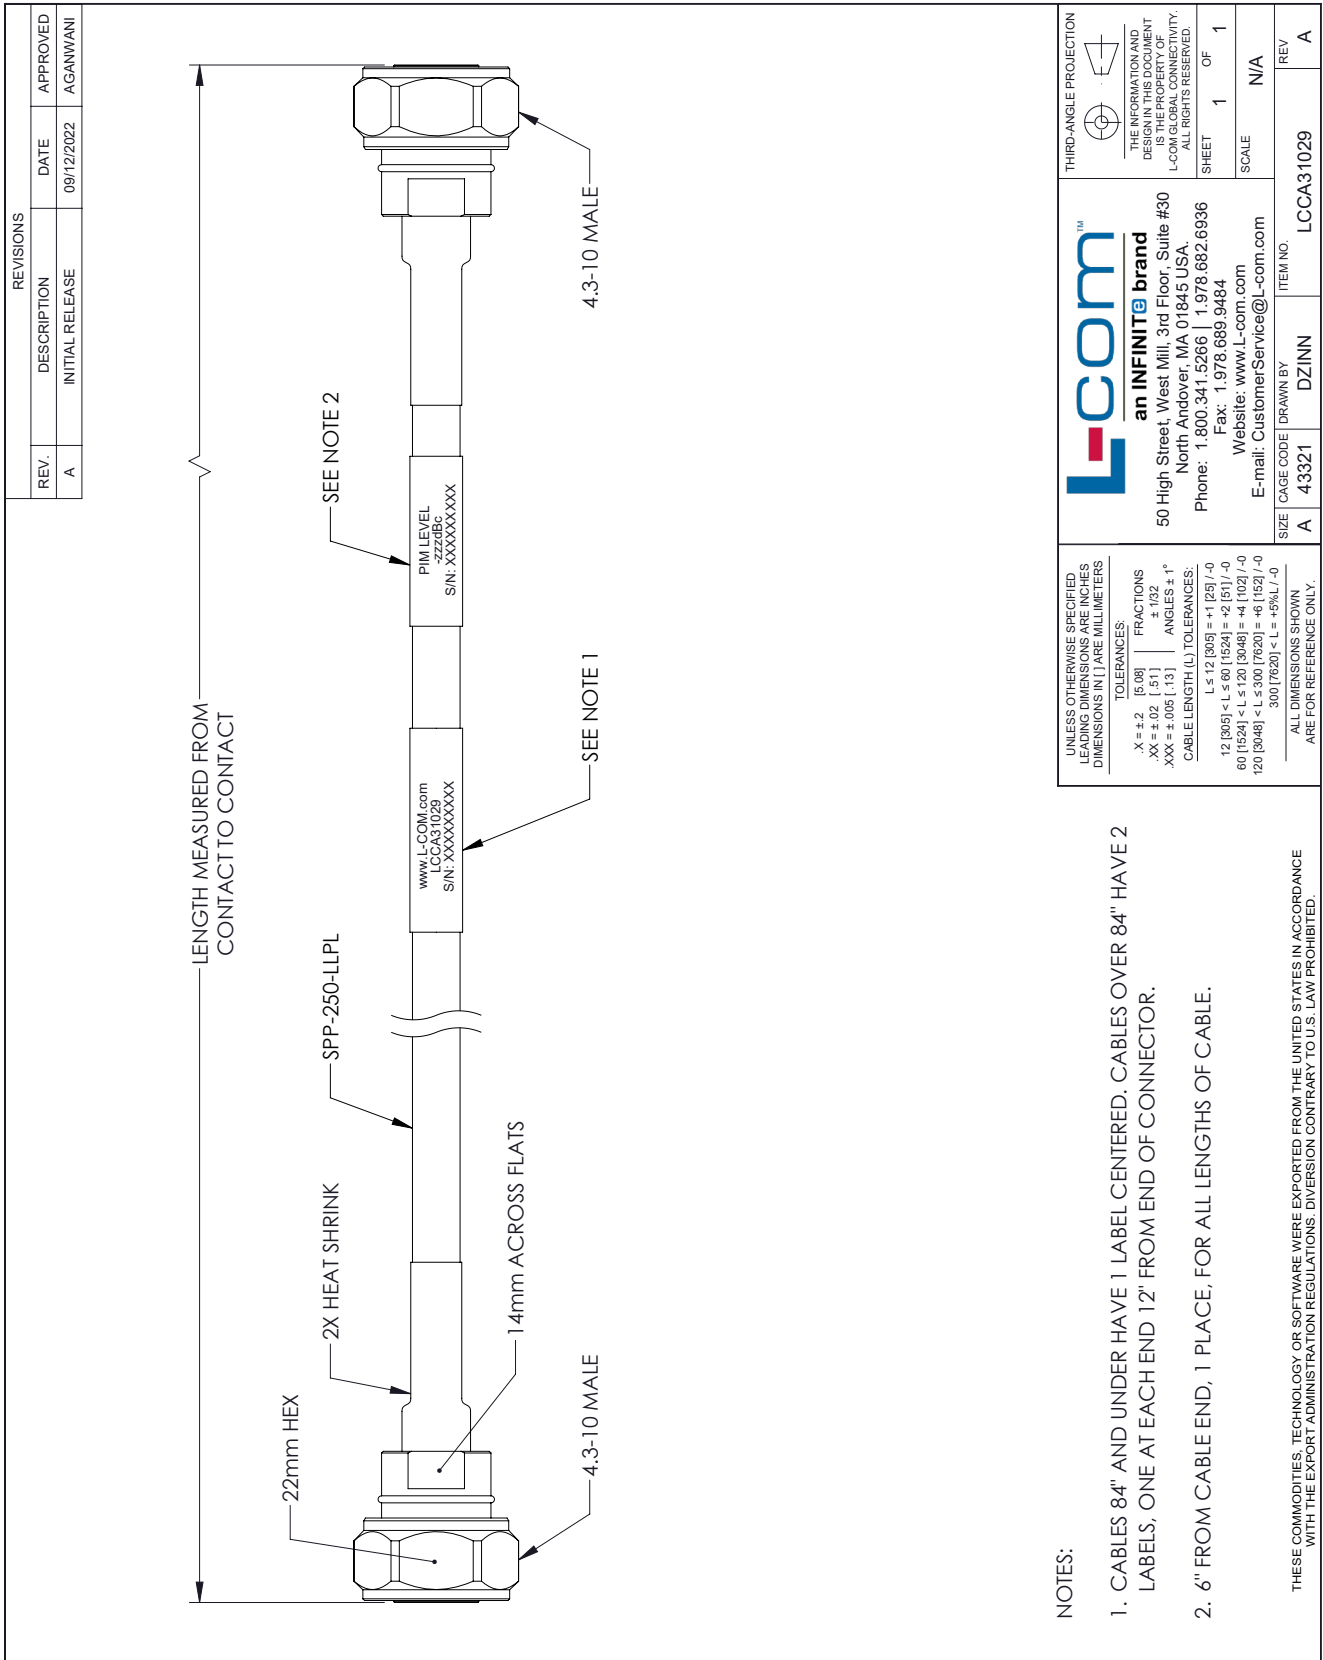 REVISIONS
REV. DESCRIPTION DATE APPROVED
A INITIAL RELEASE 09/12/2022 AGANWANI
LENGTH MEASURED FROM
CONTACT TO CONTACT
22mm HEX
2X HEAT SHRINK
SPP-250-LLPL
SEE NOTE 2
www.L-COM.com
LCCA31029
S/N: XXXXXXXXXX
PIM LEVEL
-zzzdBc
S/N: XXXXXXXXXX
4.3-10 MALE
14mm ACROSS FLATS
SEE NOTE 1
4.3-10 MALE
NOTES:
1. CABLES 84" AND UNDER HAVE 1 LABEL CENTERED. CABLES OVER 84" HAVE 2
LABELS, ONE AT EACH END 12" FROM END OF CONNECTOR.
2. 6" FROM CABLE END, 1 PLACE, FOR ALL LENGTHS OF CABLE.
THESE COMMODITIES, TECHNOLOGY OR SOFTWARE WERE EXPORTED FROM THE UNITED STATES IN ACCORDANCE
WITH THE EXPORT ADMINISTRATION REGULATIONS. DIVERSION CONTRARY TO U.S. LAW PROHIBITED.
UNLESS OTHERWISE SPECIFIED
LEADING DIMENSIONS ARE INCHES
DIMENSIONS IN [ ] ARE MILLIMETERS
TOLERANCES:
.X = ±.2 [5.08] FRACTIONS
.XX = ±.02 [.51] ± 1/32
.XXX = ±.005 [.13] ANGLES ± 1°
CABLE LENGTH (L) TOLERANCES:
L ≤ 12 [305] = +1 [25] / -0
12 [305] < L ≤ 60 [1524] = +2 [51] / -0
60 [1524] < L ≤ 120 [3048] = +4 [102] / -0
120 [3048] < L ≤ 300 [7620] = +6 [152] / -0
300 [7620] < L = +5%L / -0
ALL DIMENSIONS SHOWN
ARE FOR REFERENCE ONLY.
L-com™
an INFINITe brand
50 High Street, West Mill, 3rd Floor, Suite #30
North Andover, MA 01845 USA.
Phone: 1.800.341.5266 | 1.978.682.6936
Fax: 1.978.689.9484
Website: www.L-com.com
E-mail: CustomerService@L-com.com
THIRD-ANGLE PROJECTION
THE INFORMATION AND
DESIGN IN THIS DOCUMENT
IS THE PROPERTY OF
L-COM GLOBAL CONNECTIVITY.
ALL RIGHTS RESERVED.
SHEET 1 OF 1
SCALE N/A
SIZE A
CAGE CODE 43321
DRAWN BY DZINN
ITEM NO. LCCA31029
REV A